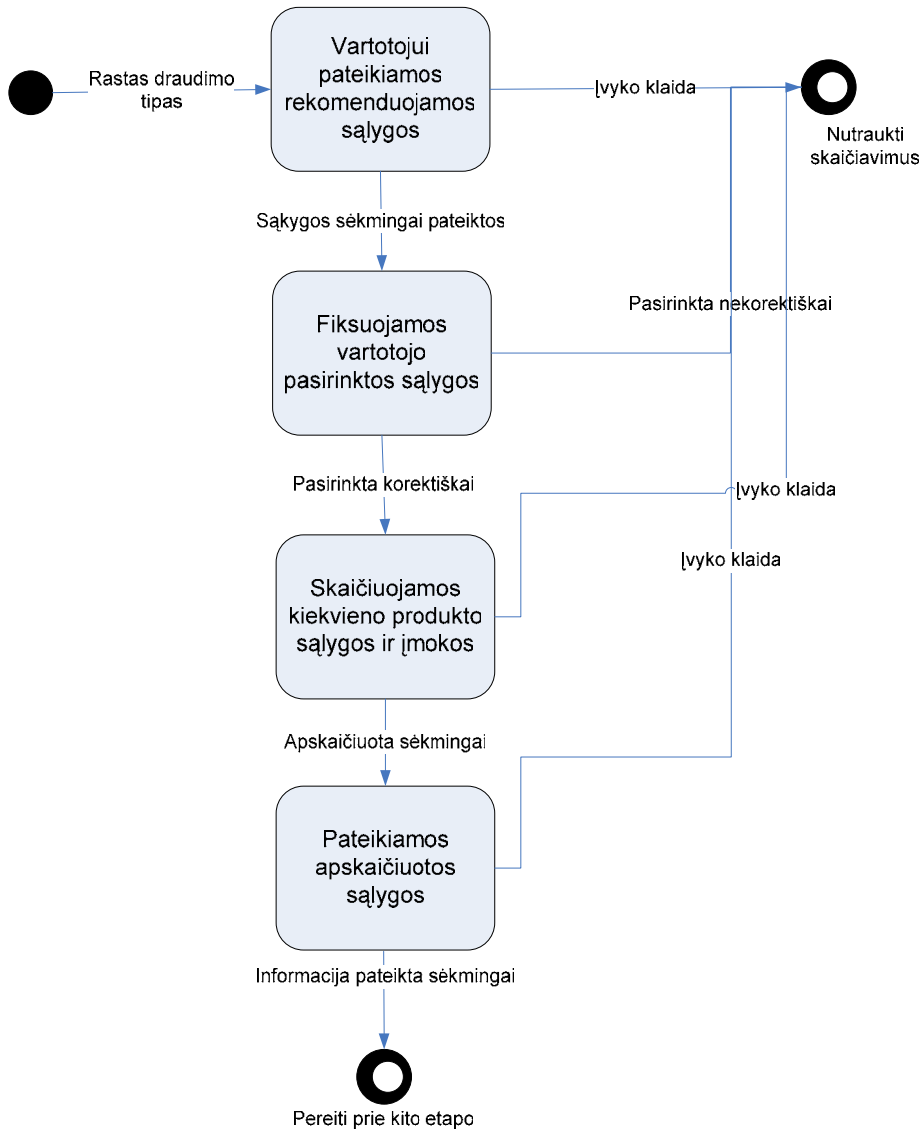 Vartotojui
pateikiamos
rekomenduojamos
sąlygos
Rastas draudimo
tipas
Įvyko klaida
Nutraukti
skaičiavimus
Sąkygos sėkmingai pateiktos
Fiksuojamos
vartotojo
pasirinktos sąlygos
Pasirinkta nekorektiškai
Pasirinkta korektiškai
Įvyko klaida
Įvyko klaida
Skaičiuojamos
kiekvieno produkto
sąlygos ir įmokos
Apskaičiuota sėkmingai
Pateikiamos
apskaičiuotos
sąlygos
Informacija pateikta sėkmingai
Pereiti prie kito etapo